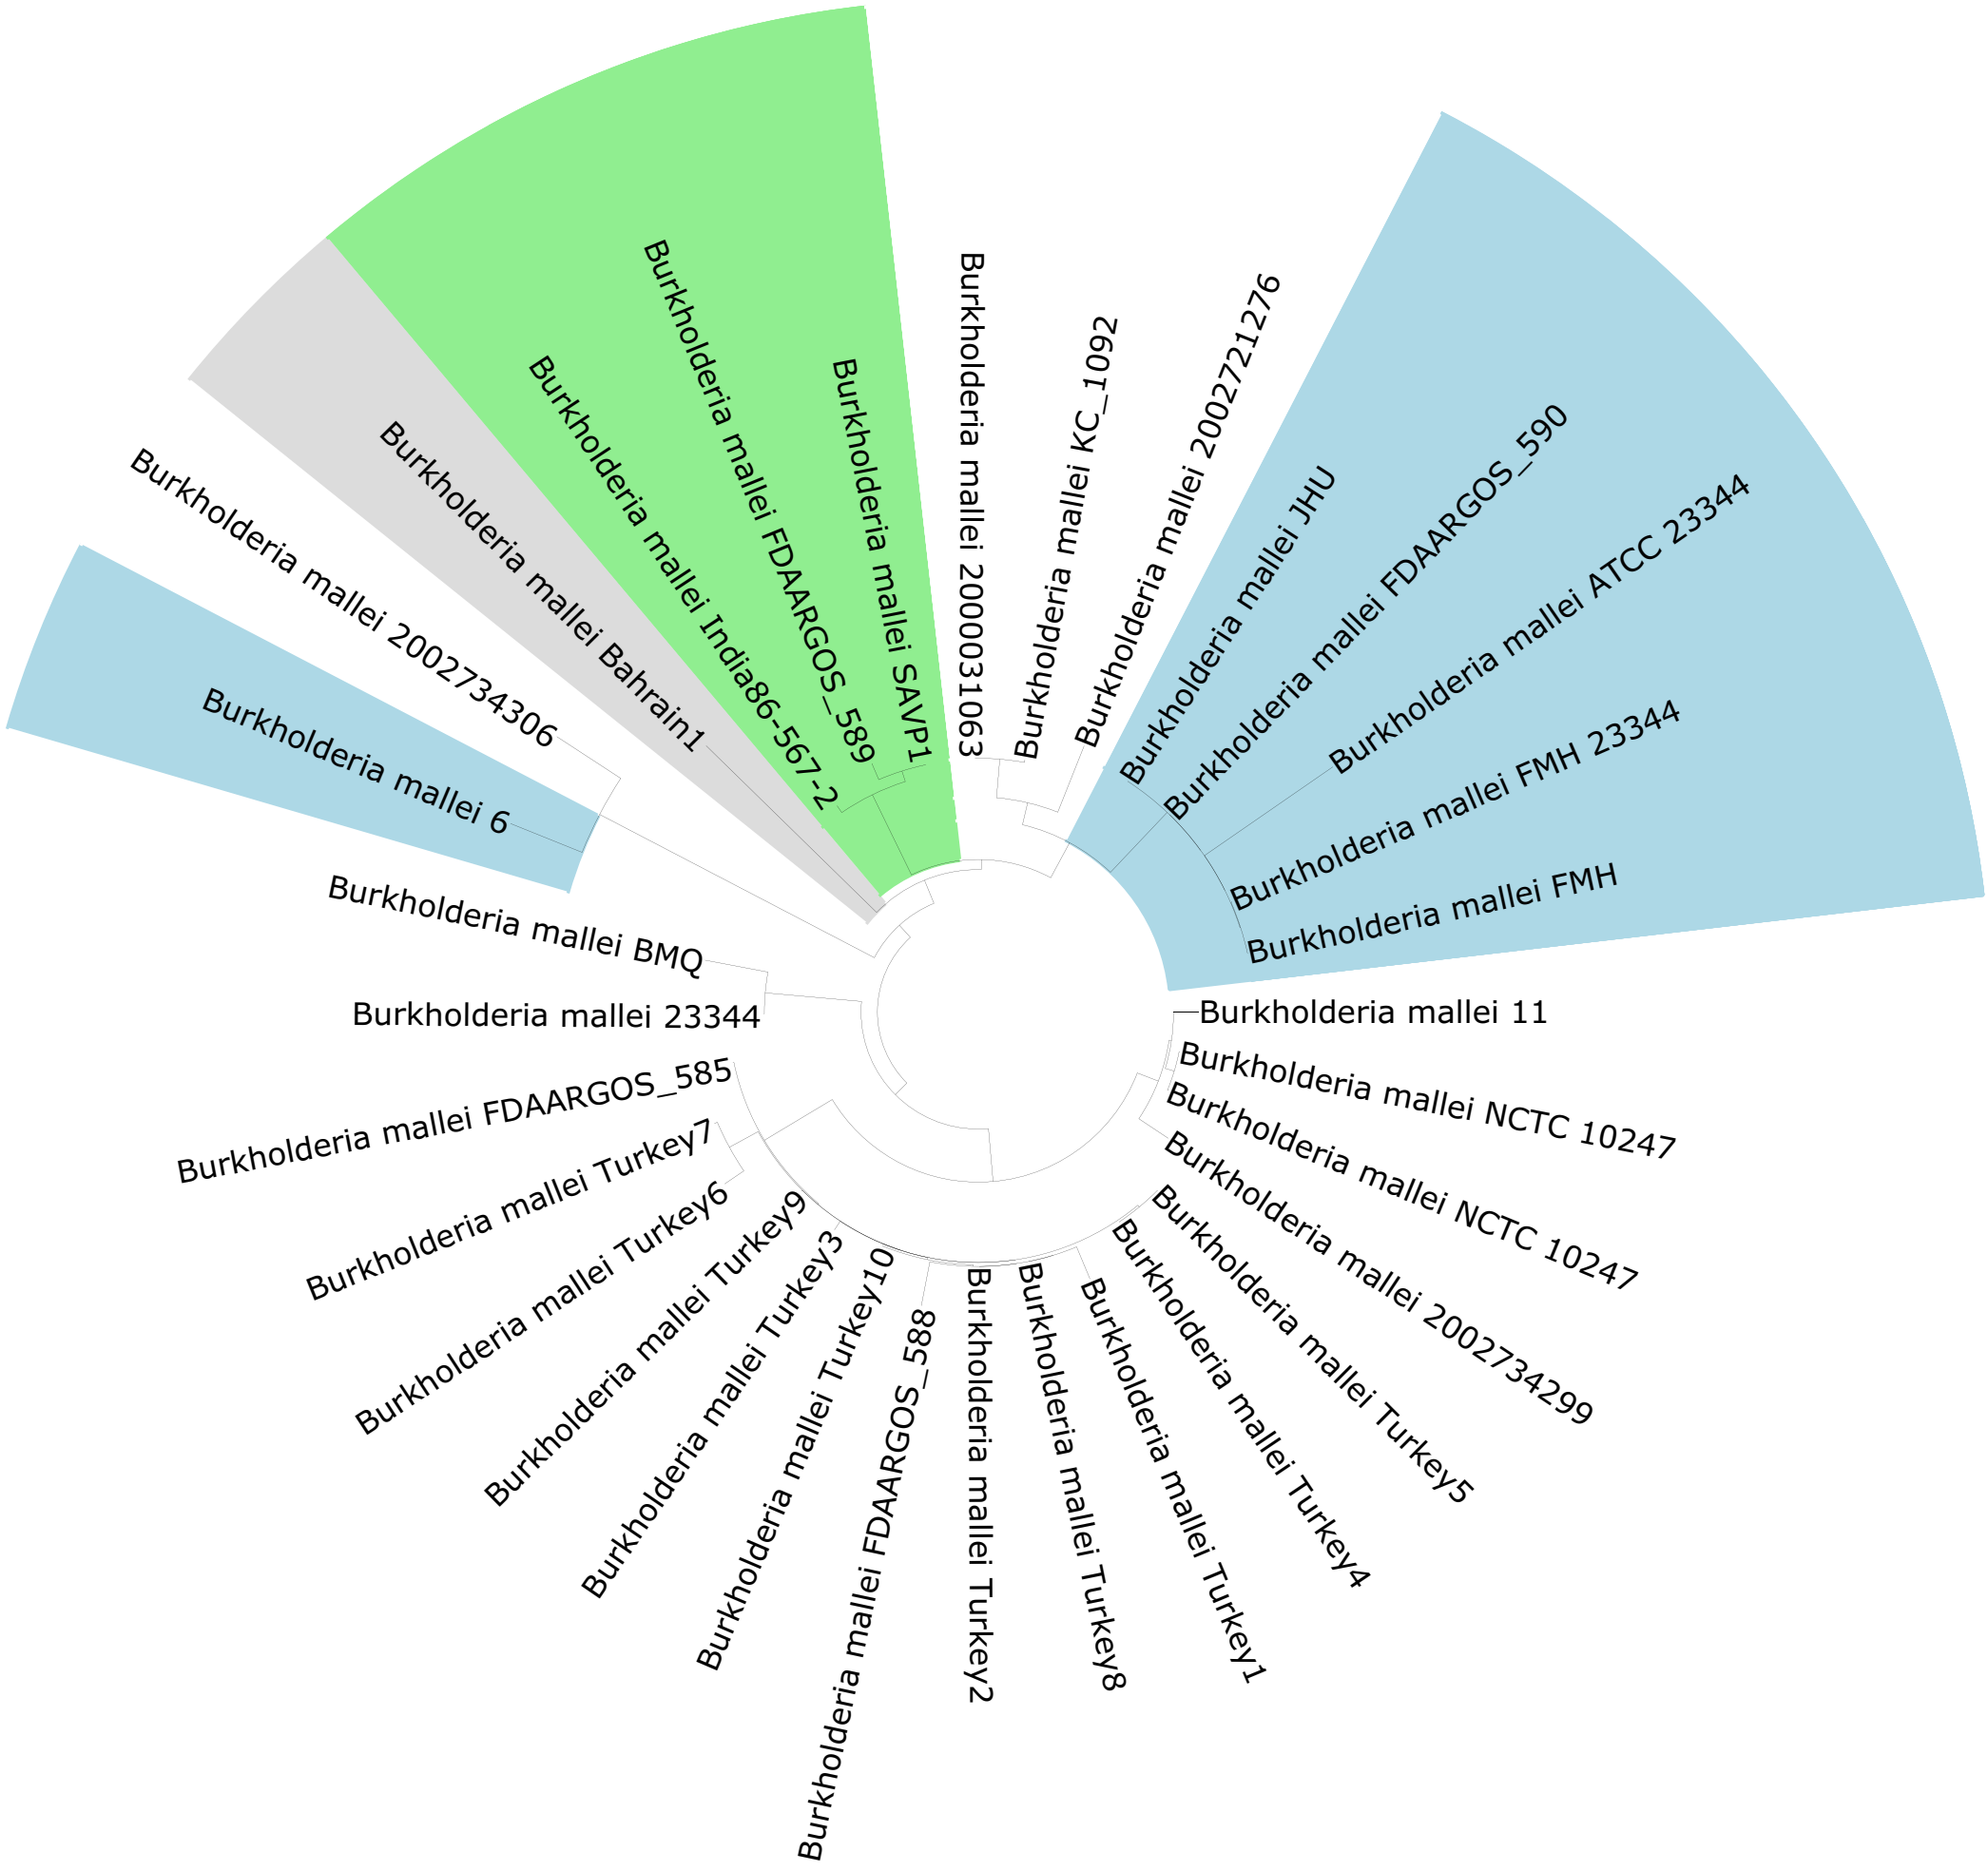 Burkholderia mallei 2000031063
Burkholderia mallei KC_1092
Burkholderia mallei 2002721276
Burkholderia mallei JHU
Burkholderia mallei FDAARGOS_590
Burkholderia mallei ATCC 23344
Burkholderia mallei FMH 23344
Burkholderia mallei FMH
Burkholderia mallei 11
Burkholderia mallei NCTC 10247
Burkholderia mallei NCTC 10247
Burkholderia mallei 2002734299
Burkholderia mallei Turkey5
Burkholderia mallei Turkey4
Burkholderia mallei Turkey1
Burkholderia mallei Turkey8
Burkholderia mallei Turkey2
Burkholderia mallei FDAARGOS_588
Burkholderia mallei Turkey10
Burkholderia mallei Turkey3
Burkholderia mallei Turkey9
Burkholderia mallei Turkey6
Burkholderia mallei Turkey7
Burkholderia mallei FDAARGOS_585
Burkholderia mallei 23344
Burkholderia mallei BMQ
Burkholderia mallei 6
Burkholderia mallei 2002734306
Burkholderia mallei Bahrain1
Burkholderia mallei India86-567-2
Burkholderia mallei FDAARGOS_589
Burkholderia mallei SAVP1